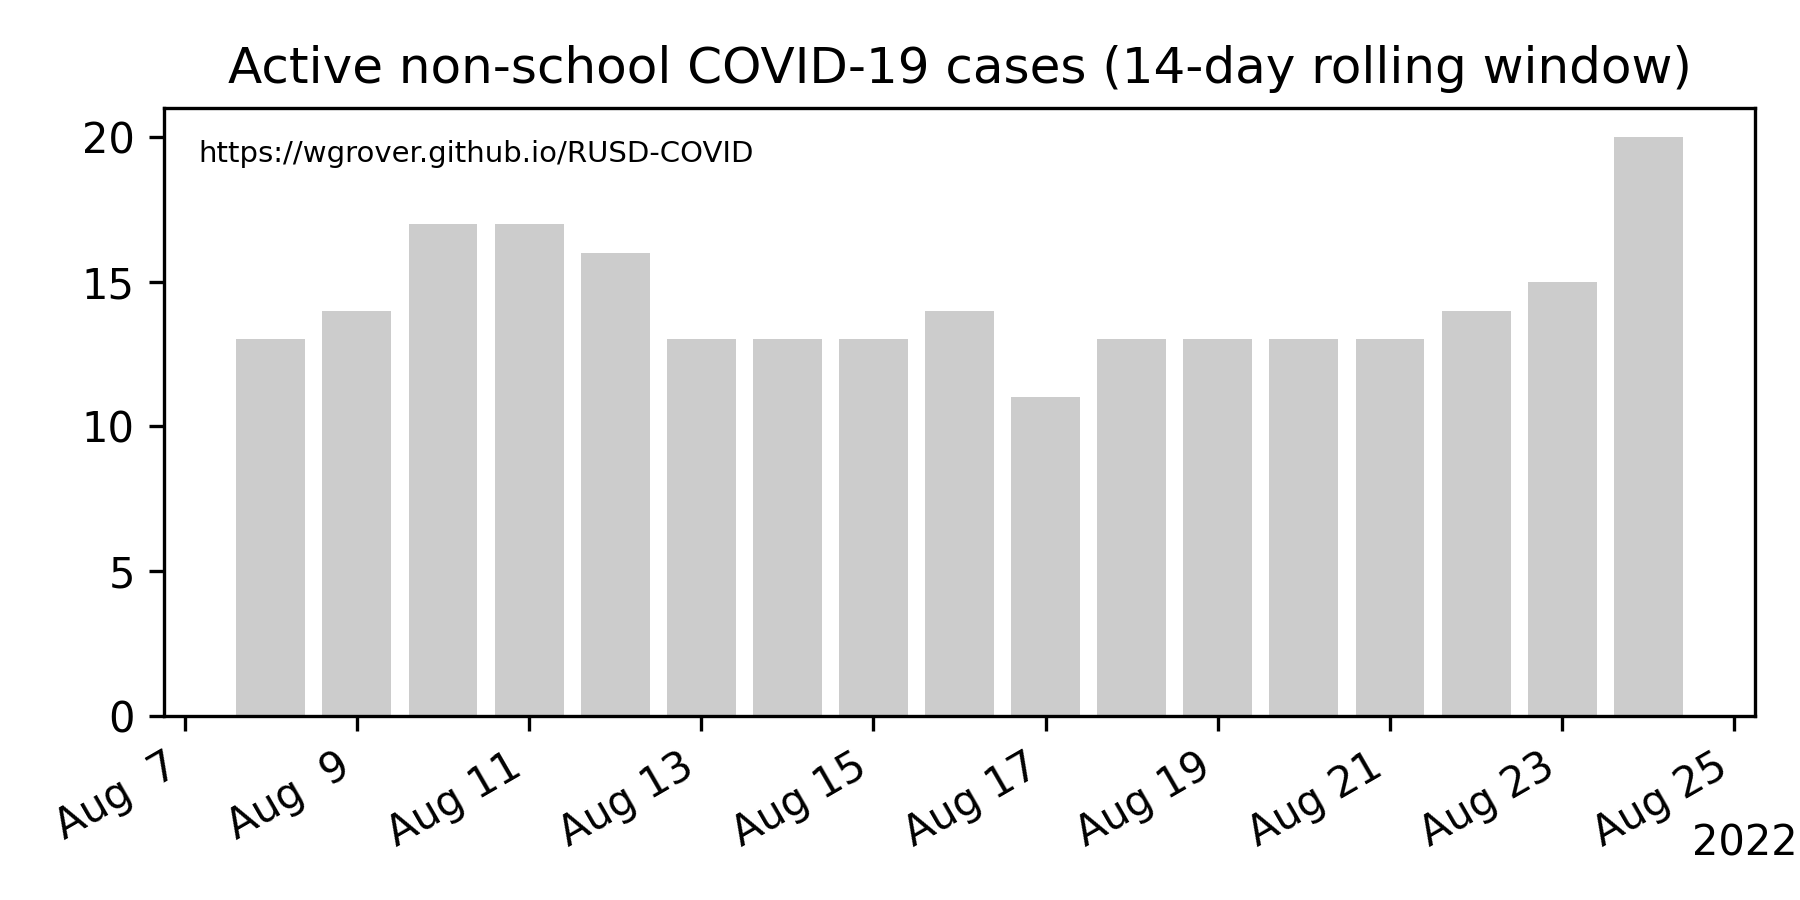 Active non-school COVID-19 cases (14-day rolling window)
https://wgrover.github.io/RUSD-COVID
20
15
10
5
0
Aug 7
Aug 9
Aug 11
Aug 13
Aug 15
Aug 17
Aug 19
Aug 21
Aug 23
Aug 25
2022